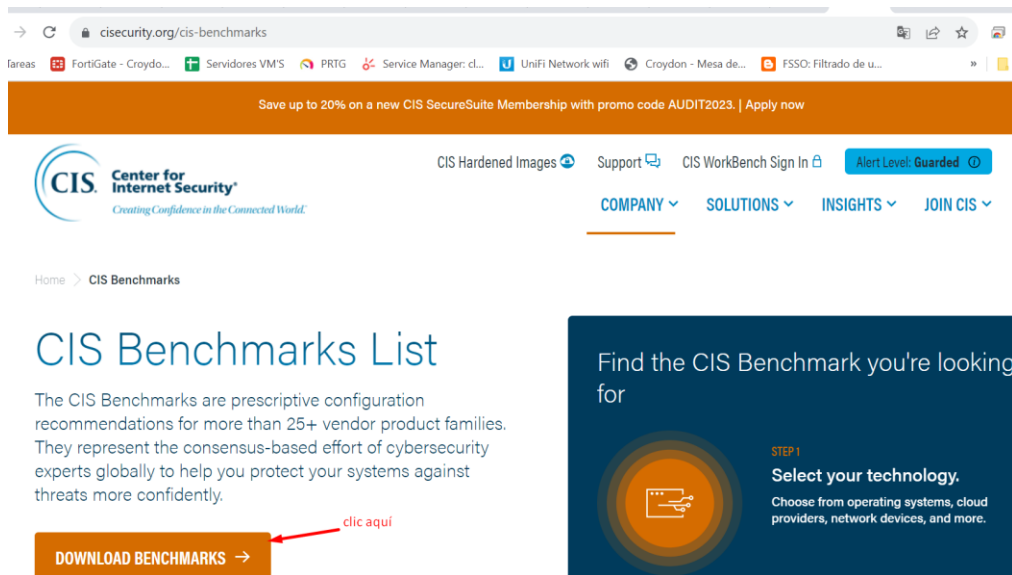 cisecurity.org/cis-benchmarks
Tareas FortiGate - Croydo... Servidores VM'S PRTG Service Manager: cl... UniFi Network wifi Croydon - Mesa de... FSSO: Filtrado de u... »
Save up to 20% on a new CIS SecureSuite Membership with promo code AUDIT2023. | Apply now
CIS Hardened Images Support CIS WorkBench Sign In Alert Level: Guarded
CIS. Center for
Internet Security®
Creating Confidence in the Connected World.®
COMPANY SOLUTIONS INSIGHTS JOIN CIS
Home > CIS Benchmarks
CIS Benchmarks List
The CIS Benchmarks are prescriptive configuration
recommendations for more than 25+ vendor product families.
They represent the consensus-based effort of cybersecurity
experts globally to help you protect your systems against
threats more confidently.
clic aquí
DOWNLOAD BENCHMARKS →
Find the CIS Benchmark you're looking
for
STEP 1
Select your technology.
Choose from operating systems, cloud
providers, network devices, and more.